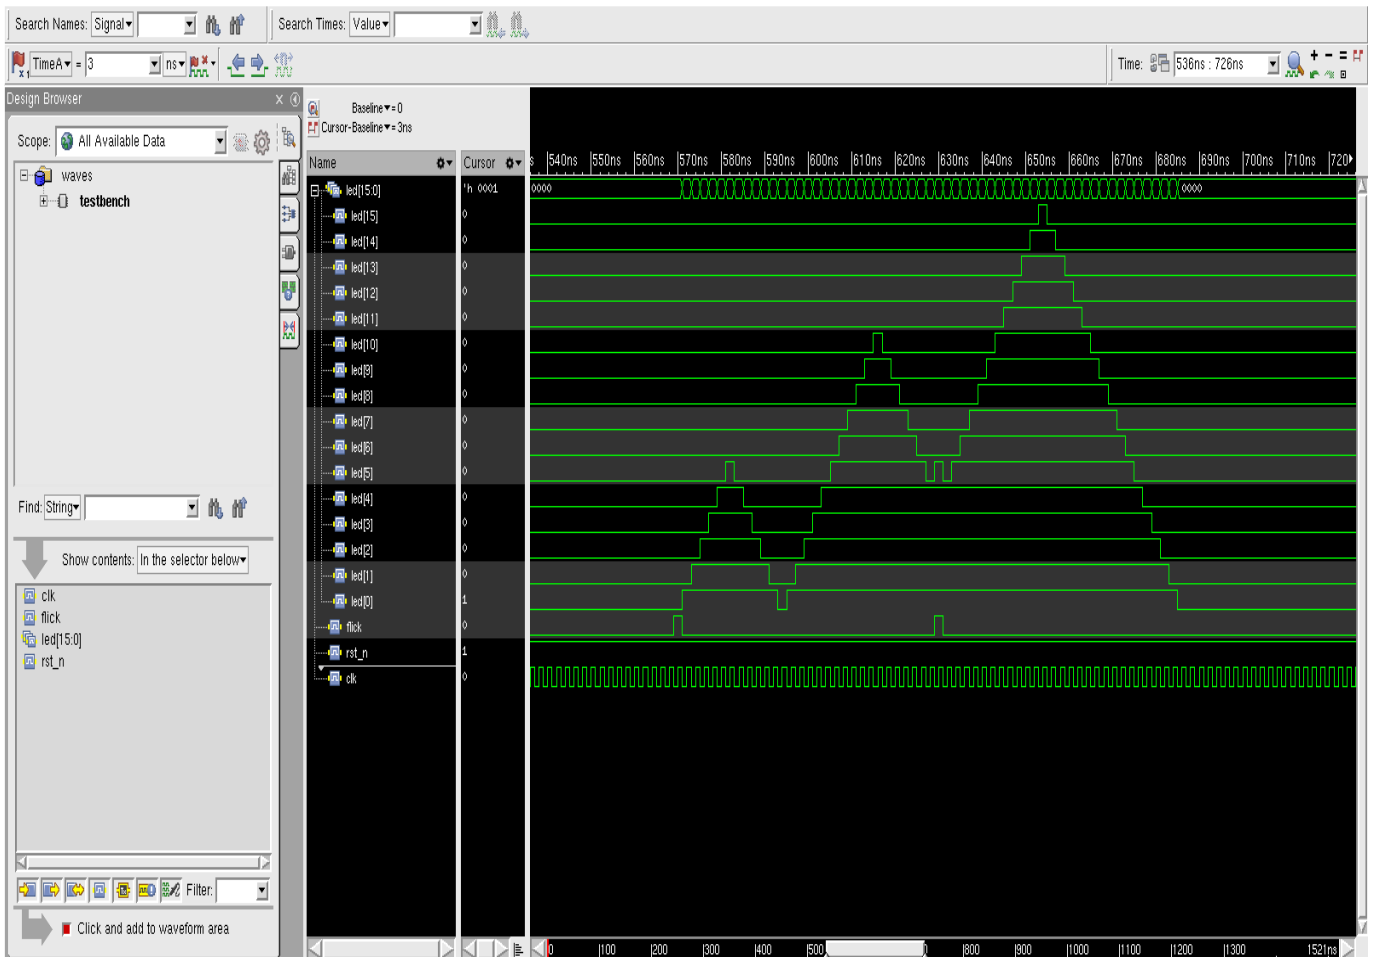 Search Names: Signal▾
Search Times: Value▾
TimeA▾ = 3 ns▾
Time: 536ns : 726ns
Design Browser
Scope: All Available Data
waves
testbench
Find: String▾
Show contents: In the selector below▾
clk
flick
led[15:0]
rst_n
Filter:
Click and add to waveform area
Baseline▾=0
Cursor-Baseline▾=3ns
Name Cursor
540ns 550ns 560ns 570ns 580ns 590ns 600ns 610ns 620ns 630ns 640ns 650ns 660ns 670ns 680ns 690ns 700ns 710ns 720
led[15:0] 'h 0001 0000 0000
led[15] 0
led[14] 0
led[13] 0
led[12] 0
led[11] 0
led[10] 0
led[9] 0
led[8] 0
led[7] 0
led[6] 0
led[5] 0
led[4] 0
led[3] 0
led[2] 0
led[1] 0
led[0] 1
flick 0
rst_n 1
clk 0
0 100 200 300 400 500 800 900 1000 1100 1200 1300 1521ns